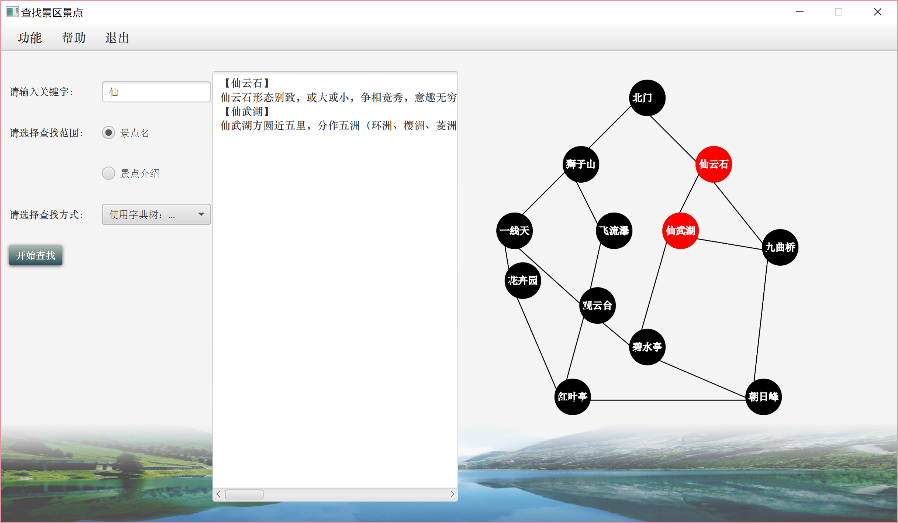 查找景区景点
功能 帮助 退出
请输入关键字: 仙
请选择查找范围: 景点名
景点介绍
请选择查找方式: 使用字典树: ...
开始查找
【仙云石】
仙云石形态别致，或大或小，争相竞秀，意趣无穷
【仙武湖】
仙武湖方圆近五里，分作五洲（环洲、樱洲、菱洲
北门
狮子山
仙云石
一线天
飞流瀑
仙武湖
九曲桥
花卉园
观云台
碧水亭
红叶亭
朝日峰